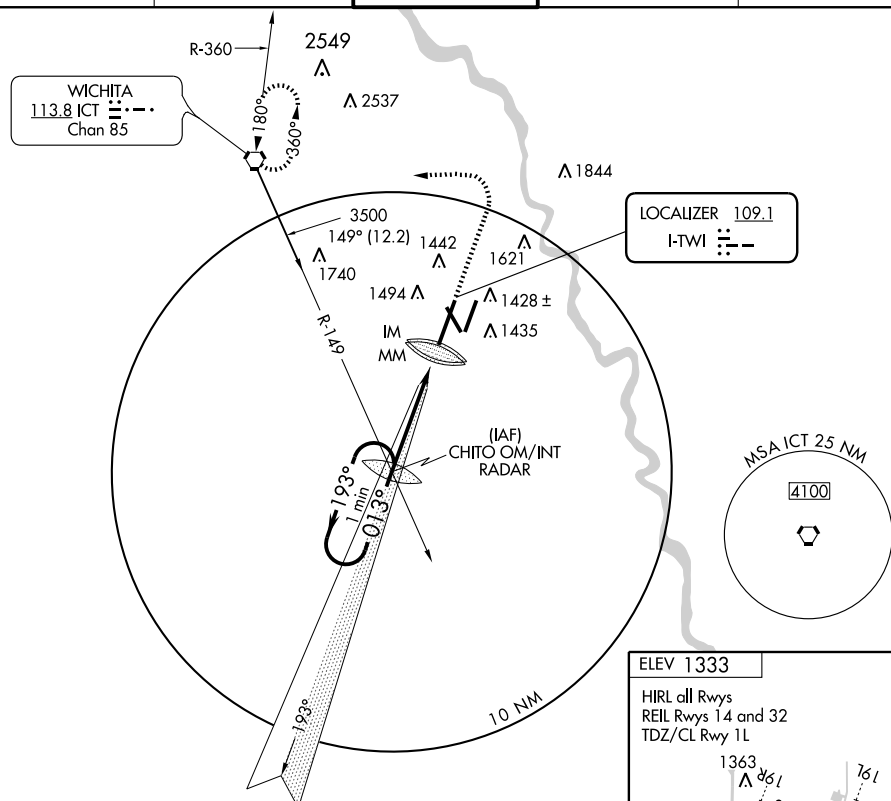 R-360
2549
2537
WICHITA
113.8 ICT
Chan 85
180°
360°
1844
3500
149° (12.2)
1740
1442
1621
LOCALIZER 109.1
I-TWI
1494
1428 ±
1435
R-149
IM
MM
(IAF)
CHITO OM/INT
RADAR
193°
1 min
013°
MSA ICT 25 NM
4100
193°
10 NM
ELEV 1333
HIRL all Rwys
REIL Rwys 14 and 32
TDZ/CL Rwy 1L
1363
19R
19L